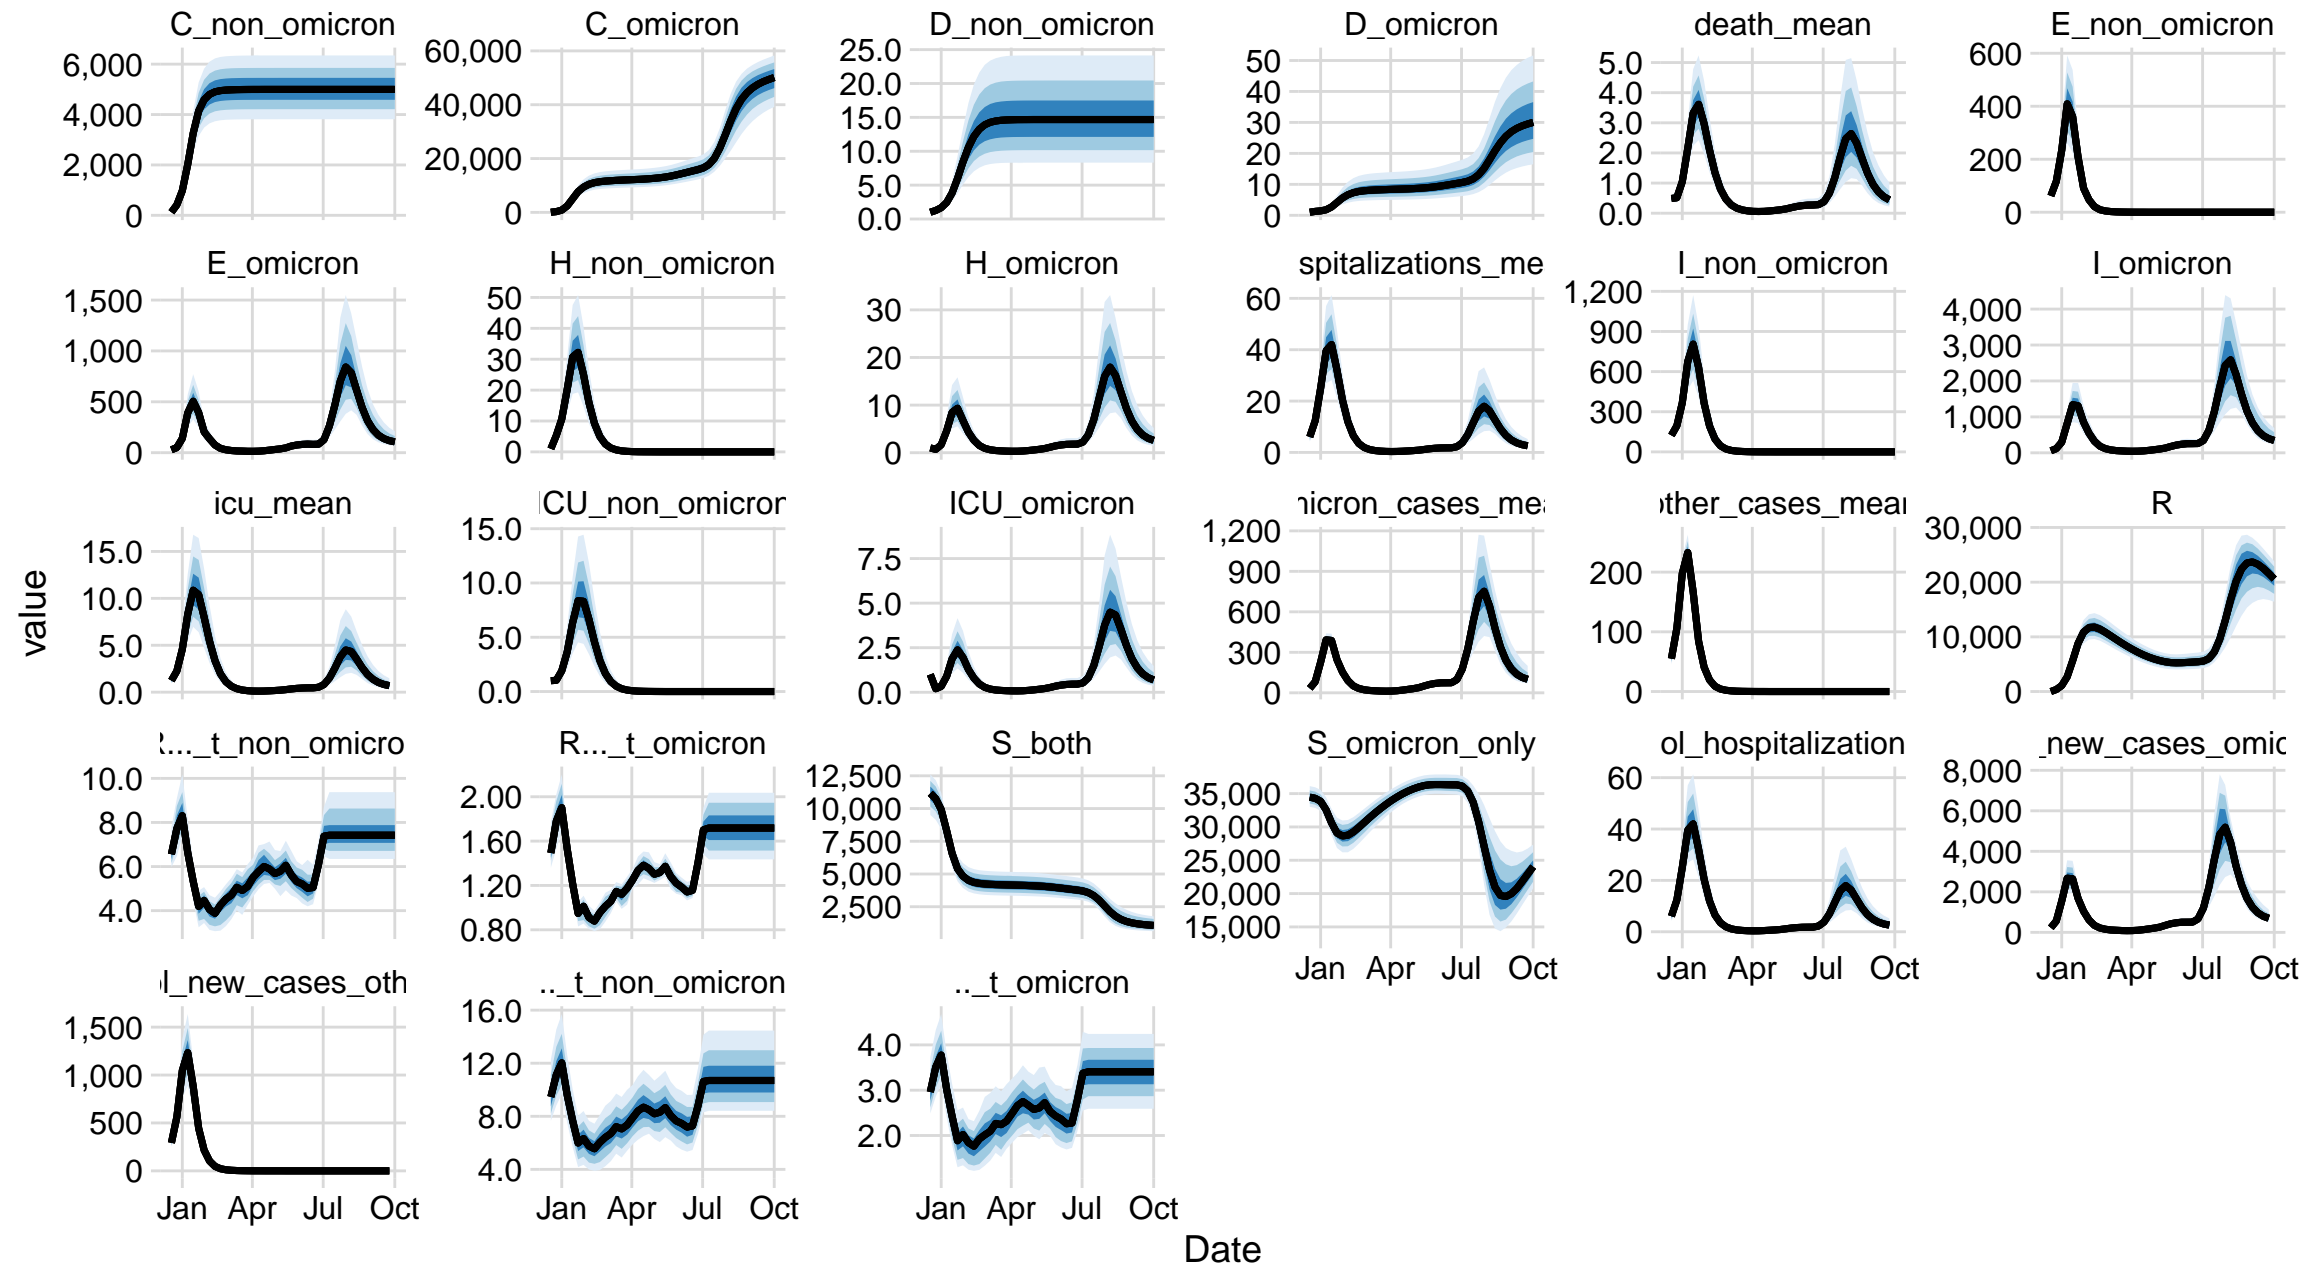 C_non_omicron C_omicron D_non_omicron D_omicron death_mean E_non_omicron
6,000 4,000 2,000 0
60,000 40,000 20,000 0
25.0 20.0 15.0 10.0 5.0 0.0
50 40 30 20 10 0
5.0 4.0 3.0 2.0 1.0 0.0
600 400 200 0
E_omicron H_non_omicron H_omicron spitalizations_me I_non_omicron I_omicron
1,500 1,000 500 0
50 40 30 20 10 0
30 20 10 0
60 40 20 0
1,200 900 600 300 0
4,000 3,000 2,000 1,000 0
icu_mean ICU_non_omicron ICU_omicron nicron_cases_mea other_cases_mean R
15.0 10.0 5.0 0.0
15.0 10.0 5.0 0.0
7.5 5.0 2.5 0.0
1,200 900 600 300 0
200 100 0
30,000 20,000 10,000 0
value
R..._t_non_omicro R..._t_omicron S_both S_omicron_only ol_hospitalization _new_cases_omic
10.0 8.0 6.0 4.0
2.00 1.60 1.20 0.80
12,500 10,000 7,500 5,000 2,500
35,000 30,000 25,000 20,000 15,000
60 40 20 0
8,000 6,000 4,000 2,000 0
Jan Apr Jul Oct Jan Apr Jul Oct Jan Apr Jul Oct
ol_new_cases_oth .._t_non_omicron .._t_omicron
1,500 1,000 500 0
16.0 12.0 8.0 4.0
4.0 3.0 2.0
Jan Apr Jul Oct Jan Apr Jul Oct Jan Apr Jul Oct
Date